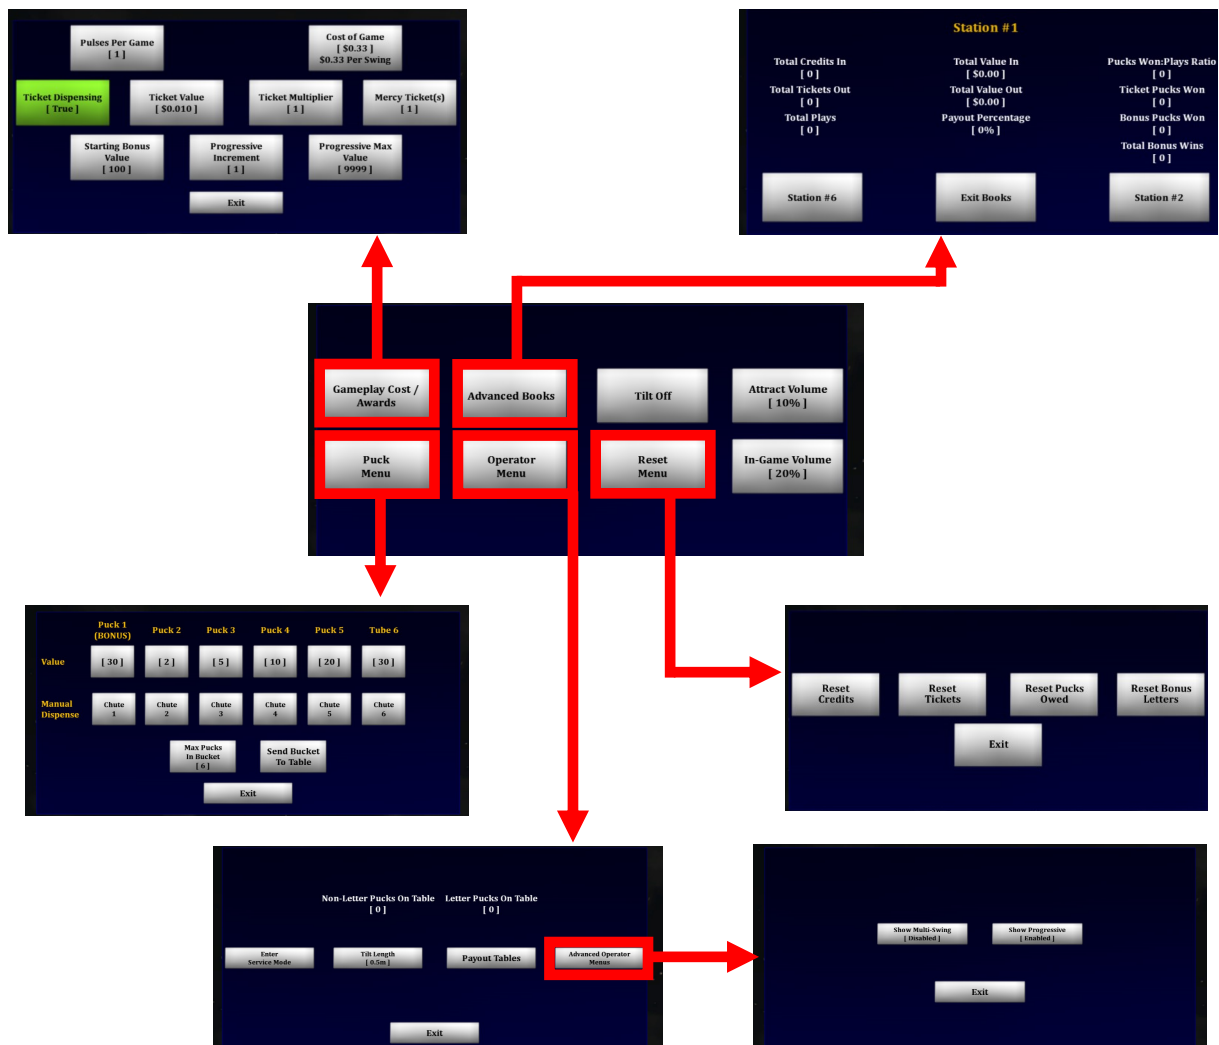 Pulses Per Game
[ 1 ]
Cost of Game
[ $0.33 ]
$0.33 Per Swing
Ticket Dispensing
[ True ]
Ticket Value
[ $0.010 ]
Ticket Multiplier
[ 1 ]
Mercy Ticket(s)
[ 1 ]
Starting Bonus
Value
[ 100 ]
Progressive
Increment
[ 1 ]
Progressive Max
Value
[ 9999 ]
Exit
Station #1
Total Credits In
[ 0 ]
Total Value In
[ $0.00 ]
Pucks Won:Plays Ratio
[ 0 ]
Total Tickets Out
[ 0 ]
Total Value Out
[ $0.00 ]
Ticket Pucks Won
[ 0 ]
Total Plays
[ 0 ]
Payout Percentage
[ 0% ]
Bonus Pucks Won
[ 0 ]
Total Bonus Wins
[ 0 ]
Station #6
Exit Books
Station #2
Gameplay Cost /
Awards
Advanced Books
Tilt Off
Attract Volume
[ 10% ]
Puck
Menu
Operator
Menu
Reset
Menu
In-Game Volume
[ 20% ]
Puck 1
(BONUS)
Puck 2
Puck 3
Puck 4
Puck 5
Tube 6
Value
[ 30 ]
[ 2 ]
[ 5 ]
[ 10 ]
[ 20 ]
[ 30 ]
Manual
Dispense
Chute
1
Chute
2
Chute
3
Chute
4
Chute
5
Chute
6
Max Pucks
In Bucket
[ 6 ]
Send Bucket
To Table
Exit
Reset
Credits
Reset
Tickets
Reset Pucks
Owed
Reset Bonus
Letters
Exit
Non-Letter Pucks On Table
[ 0 ]
Letter Pucks On Table
[ 0 ]
Enter
Service Mode
Tilt Length
[ 0.5m ]
Payout Tables
Advanced Operator
Menus
Exit
Show Multi-Swing
[ Disabled ]
Show Progressive
[ Enabled ]
Exit